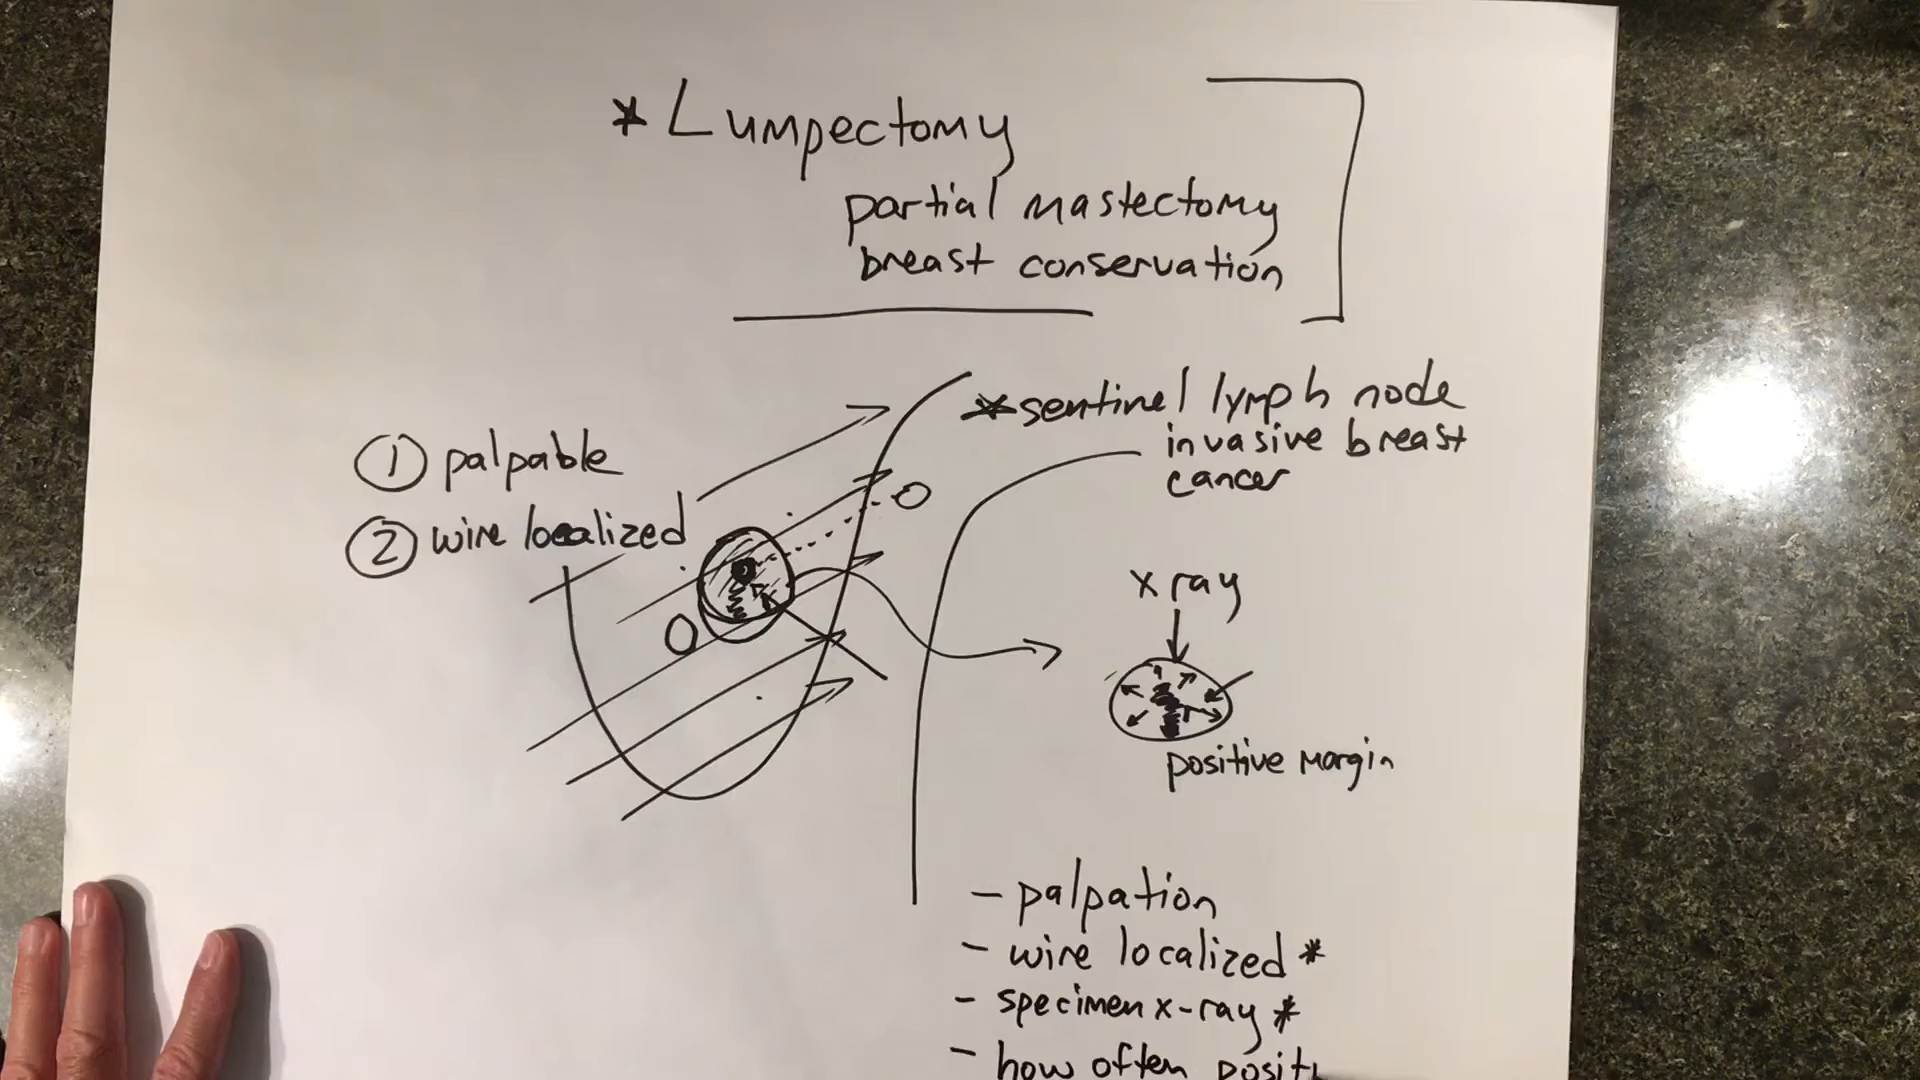 * Lumpectomy
partial mastectomy
breast conservation
* sentinel lymph node
invasive breast
cancer
① palpable
② wire localized
x ray
positive margin
- palpation
- wire localized *
- specimen x-ray *
- how often positi